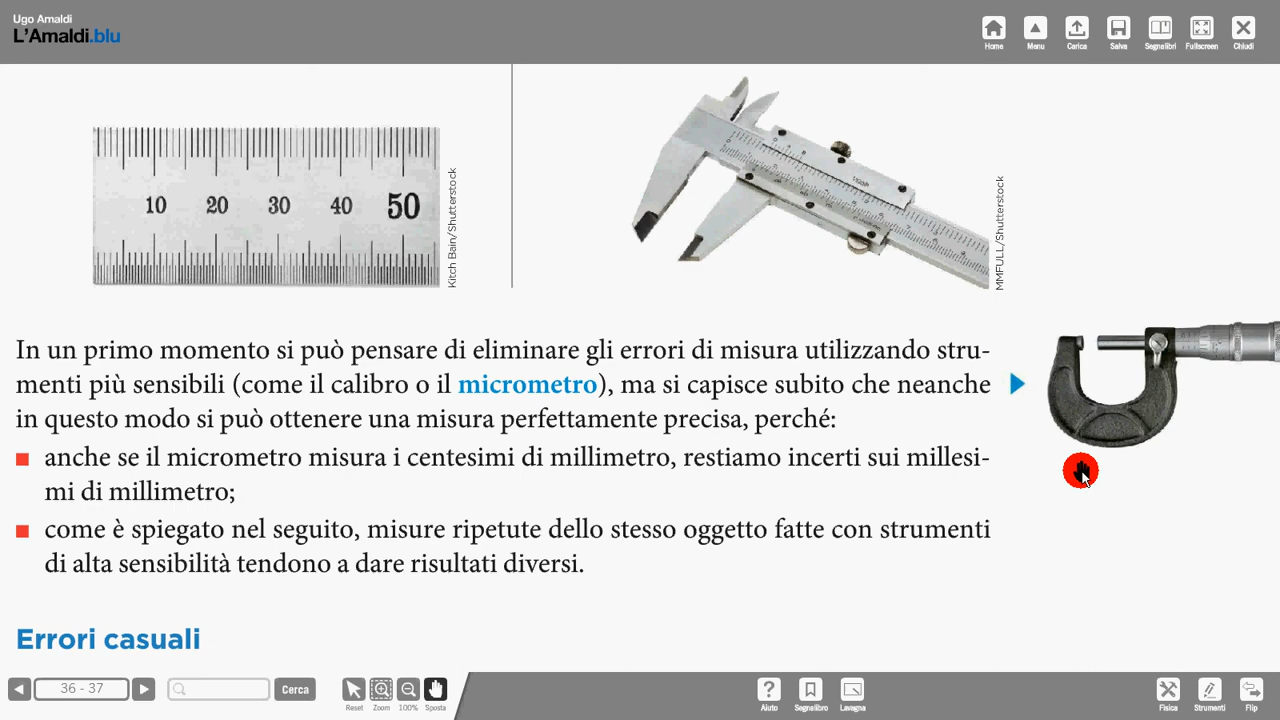 Ugo Amaldi
L'Amaldi.blu
Home Menu Carica Salva Segnalibri Fullscreen Chiudi
10 20 30 40 50
Kitch Bain/Shutterstock
MMFULL/Shutterstock
In un primo momento si può pensare di eliminare gli errori di misura utilizzando stru-
menti più sensibili (come il calibro o il micrometro), ma si capisce subito che neanche
in questo modo si può ottenere una misura perfettamente precisa, perché:
anche se il micrometro misura i centesimi di millimetro, restiamo incerti sui millesi-
mi di millimetro;
come è spiegato nel seguito, misure ripetute dello stesso oggetto fatte con strumenti
di alta sensibilità tendono a dare risultati diversi.
Errori casuali
36 - 37
Cerca
Reset Zoom 100% Sposta
Aiuto Segnalibro Lavagna
Fisica Strumenti Flip